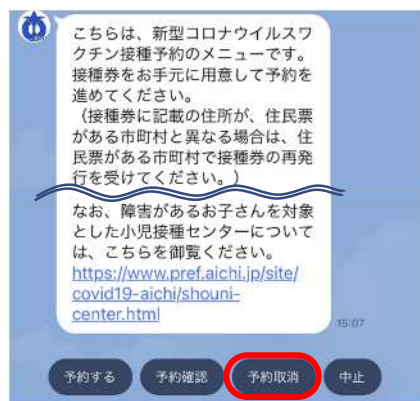 こちらは、新型コロナウイルスワ
クチン接種予約のメニューです。
接種券をお手元に用意して予約を
進めてください。
（接種券に記載の住所が、住民票
がある市町村と異なる場合は、住
民票がある市町村で接種券の再発
行を受けてください。）
なお、障害があるお子さんを対象
とした小児接種センターについて
は、こちらを御覧ください。
https://www.pref.aichi.jp/site/
covid19-aichi/shouni-
center.html
15:07
予約する 予約確認 予約取消 中止